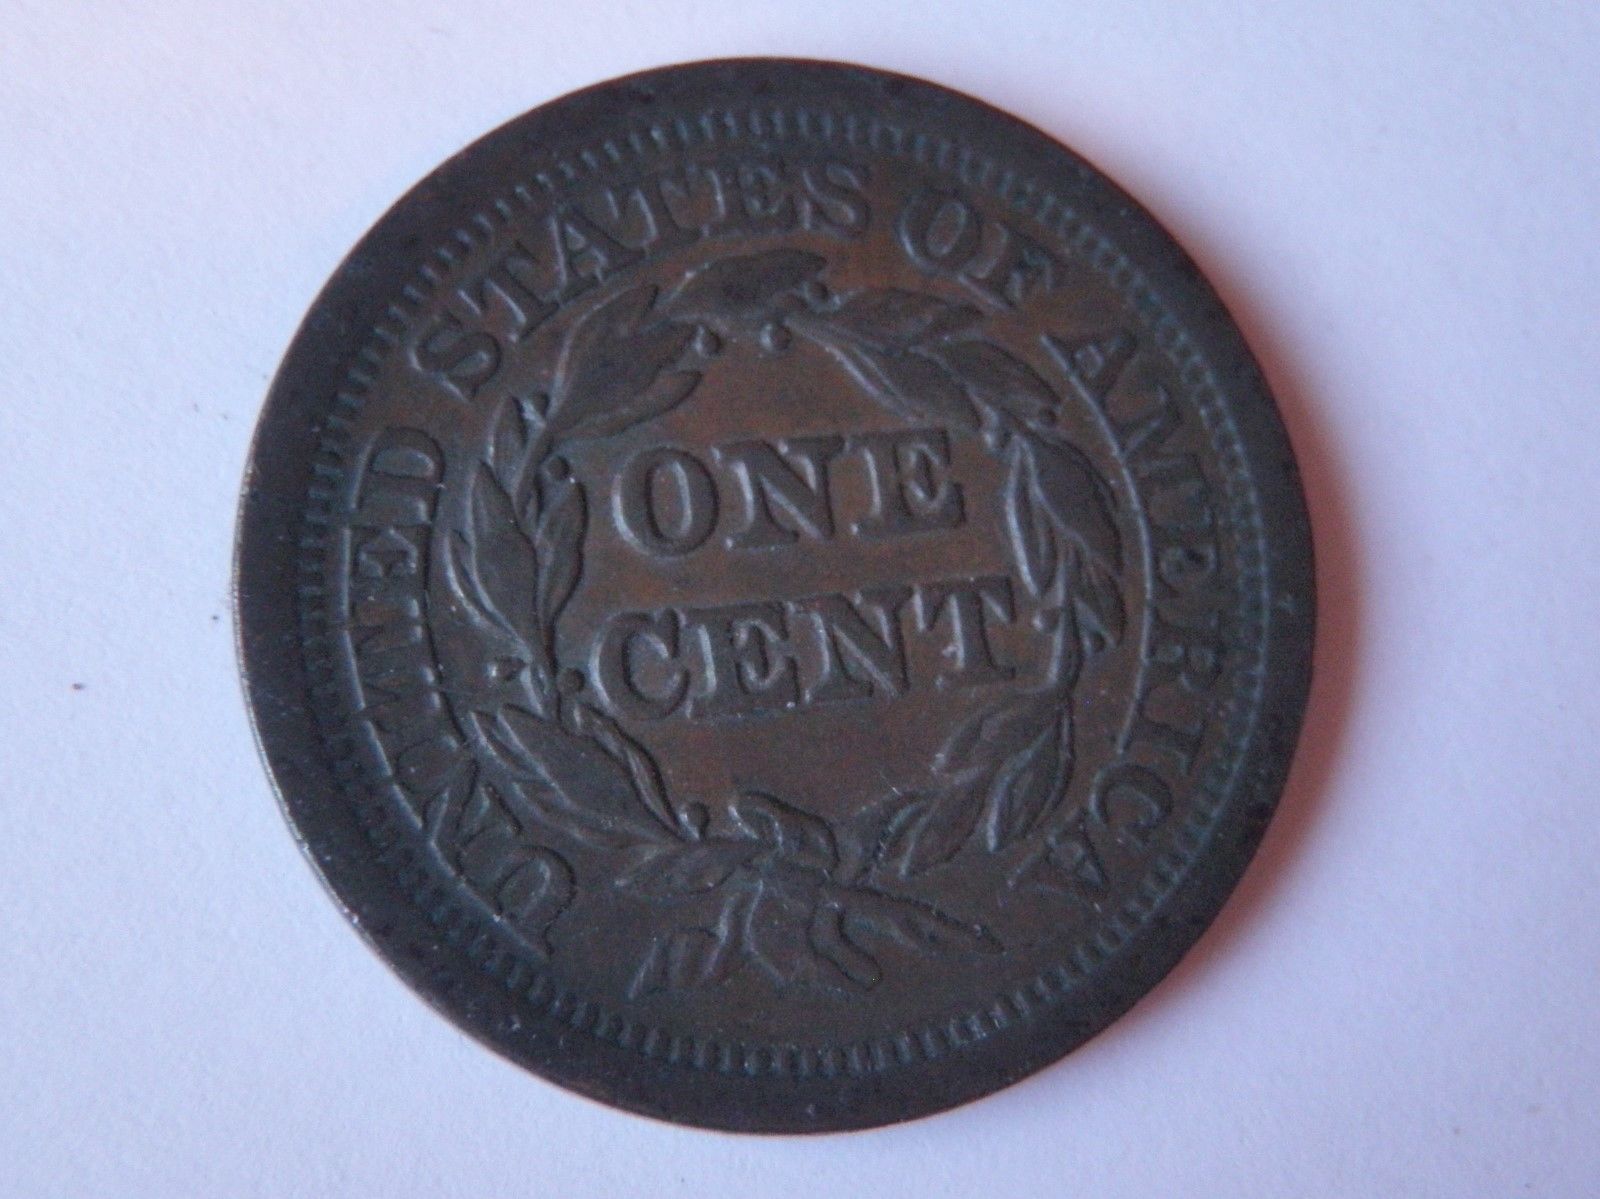 UNITED STATES OF AMERICA
ONE
CENT